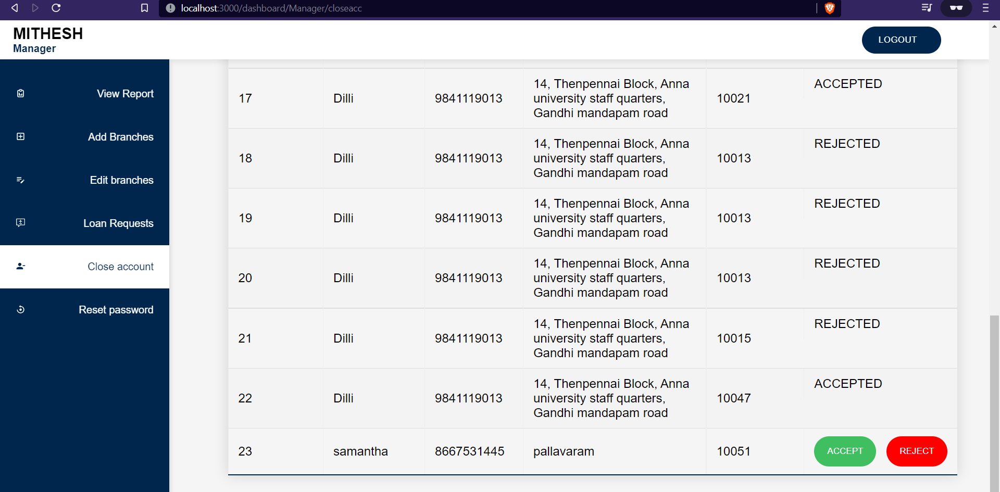 localhost:3000/dashboard/Manager/closeacc
MITHESH
Manager
LOGOUT
View Report
Add Branches
Edit branches
Loan Requests
Close account
Reset password
17 Dilli 9841119013 14, Thenpennai Block, Anna university staff quarters, Gandhi mandapam road 10021 ACCEPTED
18 Dilli 9841119013 14, Thenpennai Block, Anna university staff quarters, Gandhi mandapam road 10013 REJECTED
19 Dilli 9841119013 14, Thenpennai Block, Anna university staff quarters, Gandhi mandapam road 10013 REJECTED
20 Dilli 9841119013 14, Thenpennai Block, Anna university staff quarters, Gandhi mandapam road 10013 REJECTED
21 Dilli 9841119013 14, Thenpennai Block, Anna university staff quarters, Gandhi mandapam road 10015 REJECTED
22 Dilli 9841119013 14, Thenpennai Block, Anna university staff quarters, Gandhi mandapam road 10047 ACCEPTED
23 samantha 8667531445 pallavaram 10051 ACCEPT REJECT